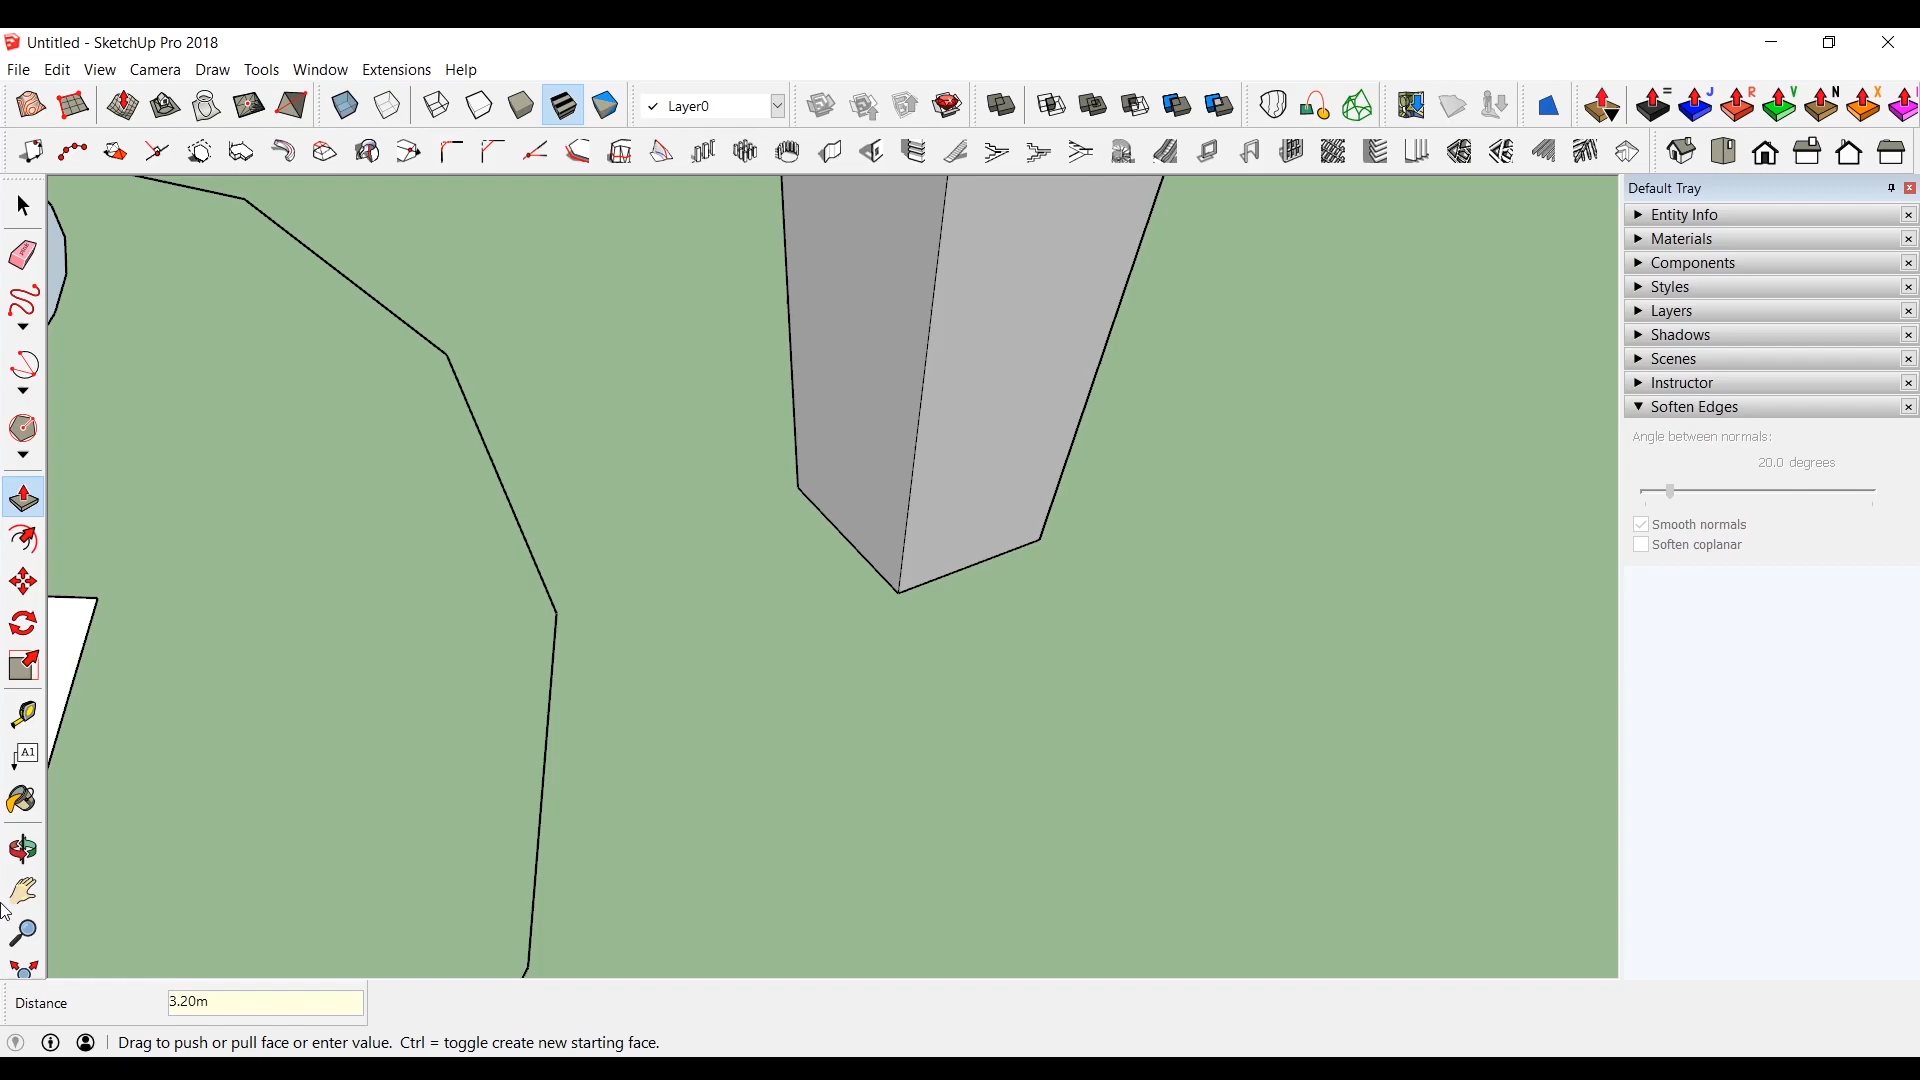 Untitled - SketchUp Pro 2018
File Edit View Camera Draw Tools Window Extensions Help
Layer0
= J R V N X
Default Tray
Entity Info
Materials
Components
Styles
Layers
Shadows
Scenes
Instructor
Soften Edges
Angle between normals:
20.0 degrees
Smooth normals
Soften coplanar
A1
Distance 3.20m
Drag to push or pull face or enter value. Ctrl = toggle create new starting face.